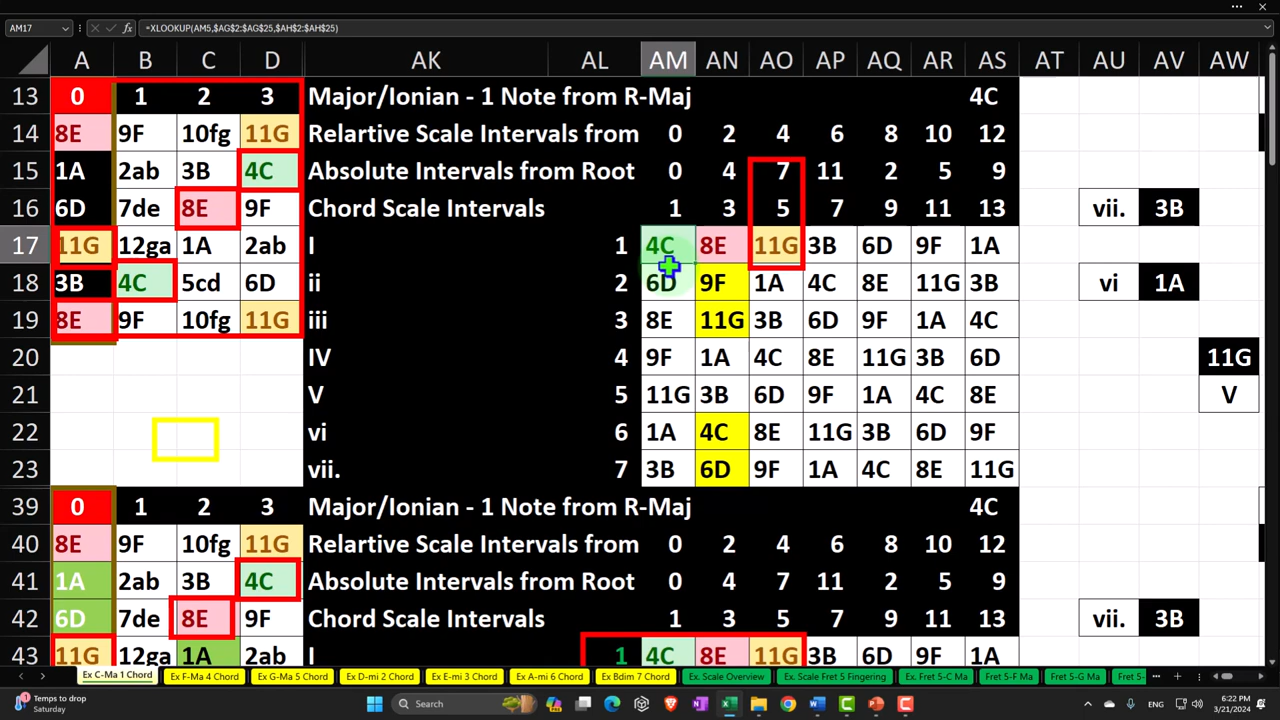 AM17 fx =XLOOKUP(AM5,$AG$2:$AG$25,$AH$2:$AH$25)
A B C D AK AL AM AN AO AP AQ AR AS AT AU AV AW
13 0 1 2 3 Major/Ionian - 1 Note from R-Maj 4C
14 8E 9F 10fg 11G Relartive Scale Intervals from 0 2 4 6 8 10 12
15 1A 2ab 3B 4C Absolute Intervals from Root 0 4 7 11 2 5 9
16 6D 7de 8E 9F Chord Scale Intervals 1 3 5 7 9 11 13 vii. 3B
17 11G 12ga 1A 2ab I 1 4C 8E 11G 3B 6D 9F 1A
18 3B 4C 5cd 6D ii 2 6D 9F 1A 4C 8E 11G 3B vi 1A
19 8E 9F 10fg 11G iii 3 8E 11G 3B 6D 9F 1A 4C
20 IV 4 9F 1A 4C 8E 11G 3B 6D 11G
21 V 5 11G 3B 6D 9F 1A 4C 8E V
22 vi 6 1A 4C 8E 11G 3B 6D 9F
23 vii. 7 3B 6D 9F 1A 4C 8E 11G
39 0 1 2 3 Major/Ionian - 1 Note from R-Maj 4C
40 8E 9F 10fg 11G Relartive Scale Intervals from 0 2 4 6 8 10 12
41 1A 2ab 3B 4C Absolute Intervals from Root 0 4 7 11 2 5 9
42 6D 7de 8E 9F Chord Scale Intervals 1 3 5 7 9 11 13 vii. 3B
43 11G 12ga 1A 2ab I 1 4C 8E 11G 3B 6D 9F 1A
Ex C-Ma 1 Chord Ex F-Ma 4 Chord Ex G-Ma 5 Chord Ex D-mi 2 Chord Ex E-mi 3 Chord Ex A-mi 6 Chord Ex Bdim 7 Chord Ex. Scale Overview Ex. Scale Fret 5 Fingering Ex. Fret 5-C Ma Fret 5-F Ma Fret 5-G Ma Fret 5-
Temps to drop
Saturday
Search
ENG
6:22 PM
3/21/2024